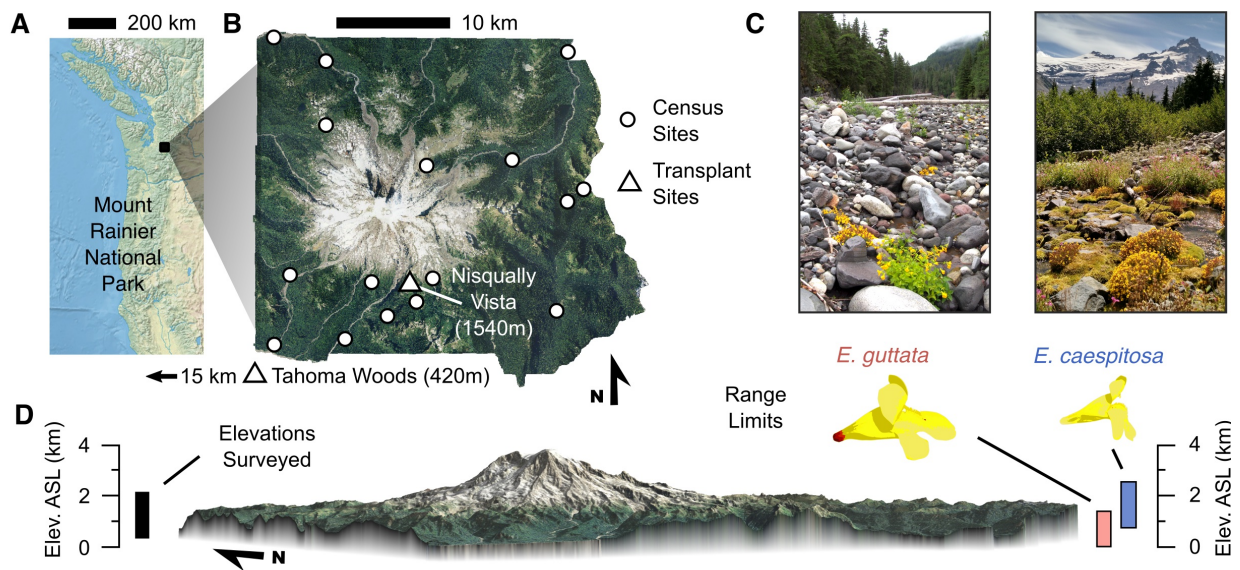 A
200 km
B
10 km
C
Mount
Rainier
National
Park
Census
Sites
Transplant
Sites
Nisqually
Vista
(1540m)
15 km
Tahoma Woods (420m)
N
E. guttata
E. caespitosa
Range
Limits
D
Elev. ASL (km)
4
2
0
Elevations
Surveyed
N
4
2
0
Elev. ASL (km)